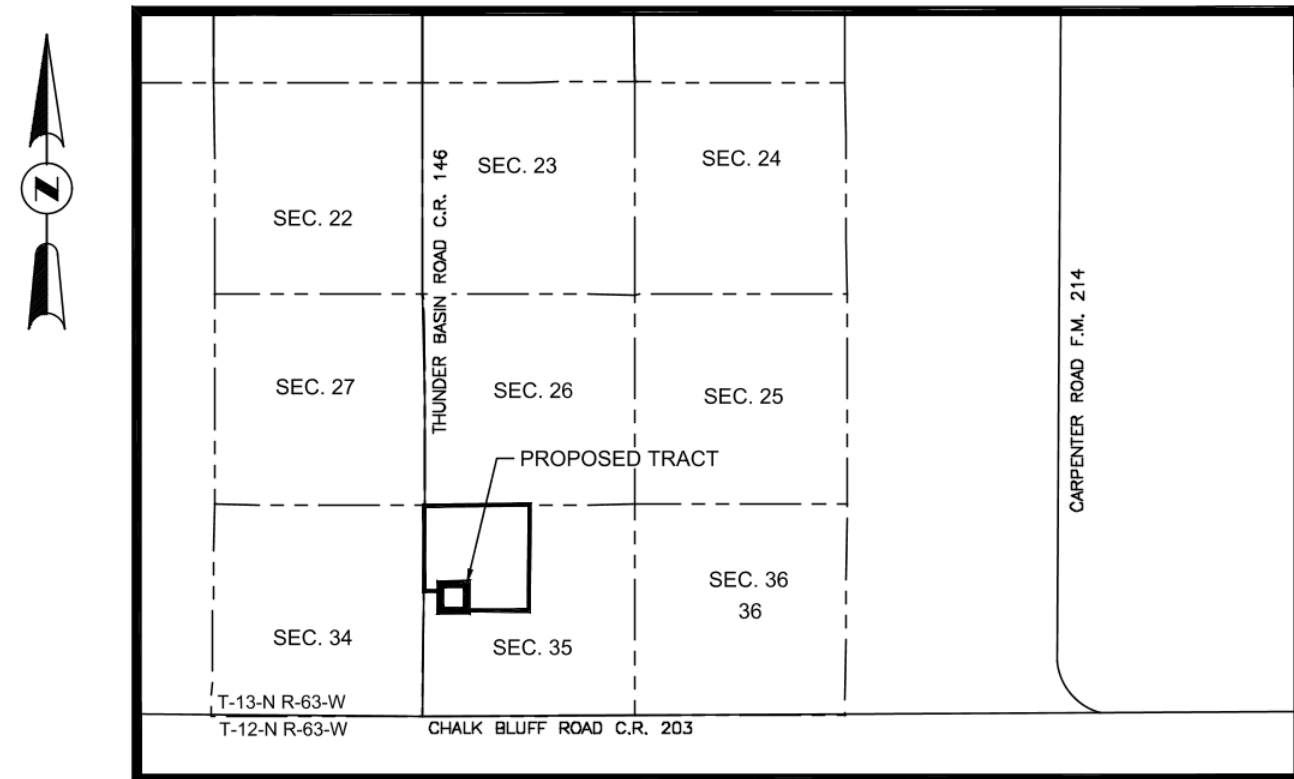 SEC. 22
SEC. 23
SEC. 24
THUNDER BASIN ROAD C.R. 146
SEC. 27
SEC. 26
SEC. 25
CARPENTER ROAD F.M. 214
PROPOSED TRACT
SEC. 34
SEC. 35
SEC. 36
36
T-13-N R-63-W
T-12-N R-63-W
CHALK BLUFF ROAD C.R. 203
N